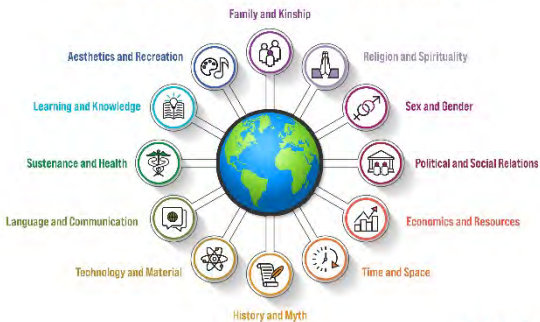 Family and Kinship
Religion and Spirituality
Sex and Gender
Political and Social Relations
Economics and Resources
Time and Space
History and Myth
Technology and Material
Language and Communication
Sustenance and Health
Learning and Knowledge
Aesthetics and Recreation